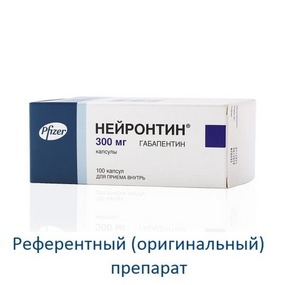 Pfizer
НЕЙРОНТИН®
300 мг
ГАБАПЕНТИН
капсулы
100 капсул
ДЛЯ ПРИЕМА ВНУТРЬ
Референтный (оригинальный)
препарат